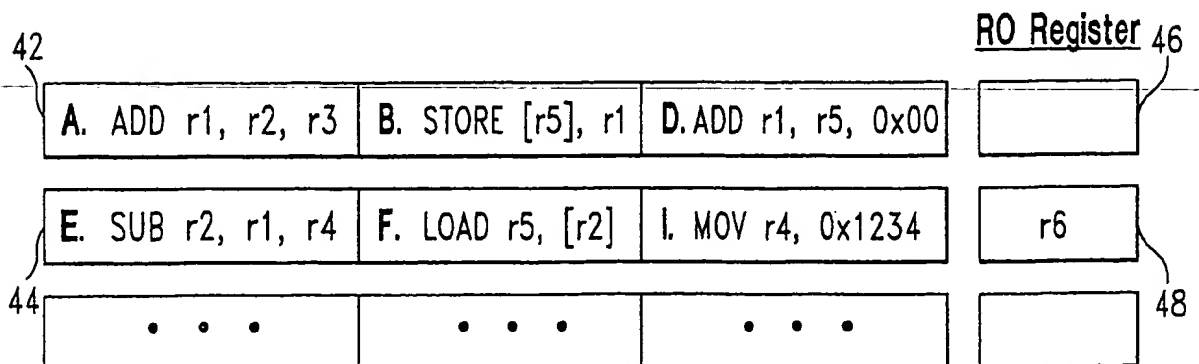 RO Register
42
46
A. ADD r1, r2, r3 B. STORE [r5], r1 D. ADD r1, r5, 0x00
E. SUB r2, r1, r4 F. LOAD r5, [r2] I. MOV r4, 0x1234 r6
44
48
• • • • • • • • •